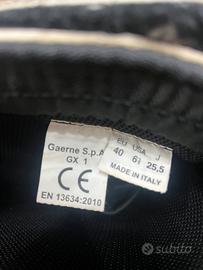 Gaerne S.p.A
GX 1
CE
EN 13634:2010
EU USA J
40 6½ 25,5
MADE IN ITALY
subito